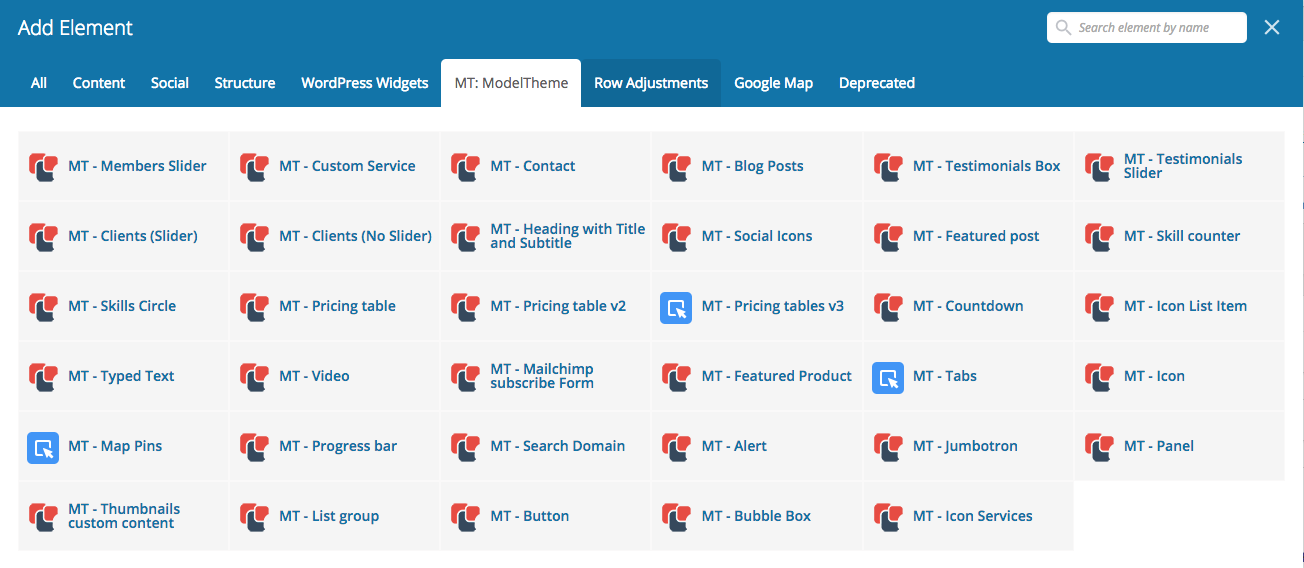 Add Element
Search element by name
All Content Social Structure WordPress Widgets MT: ModelTheme Row Adjustments Google Map Deprecated
MT - Members Slider
MT - Custom Service
MT - Contact
MT - Blog Posts
MT - Testimonials Box
MT - Testimonials
Slider
MT - Clients (Slider)
MT - Clients (No Slider)
MT - Heading with Title
and Subtitle
MT - Social Icons
MT - Featured post
MT - Skill counter
MT - Skills Circle
MT - Pricing table
MT - Pricing table v2
MT - Pricing tables v3
MT - Countdown
MT - Icon List Item
MT - Typed Text
MT - Video
MT - Mailchimp
subscribe Form
MT - Featured Product
MT - Tabs
MT - Icon
MT - Map Pins
MT - Progress bar
MT - Search Domain
MT - Alert
MT - Jumbotron
MT - Panel
MT - Thumbnails
custom content
MT - List group
MT - Button
MT - Bubble Box
MT - Icon Services